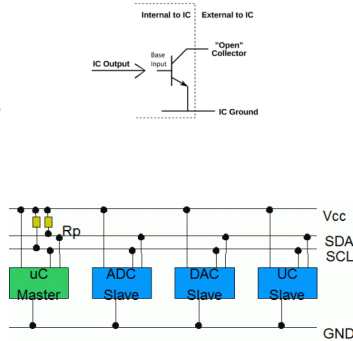 Internal to IC External to IC
"Open"
Collector
Base
Input
IC Output
IC Ground
Vcc
Rp
SDA
SCL
uC
Master
ADC
Slave
DAC
Slave
UC
Slave
GND